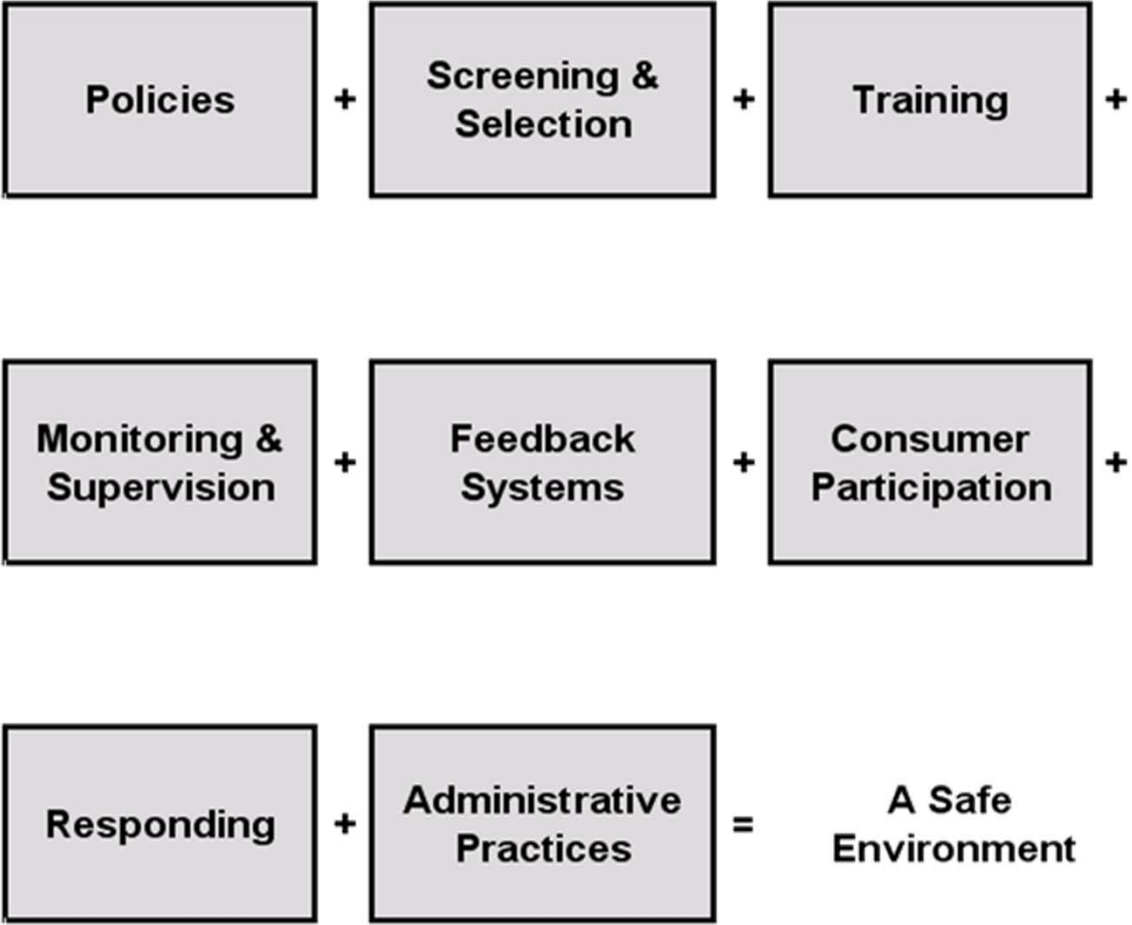 Policies + Screening & + Training +
Selection
Monitoring & + Feedback + Consumer +
Supervision Systems Participation
Responding + Administrative = A Safe
Practices Environment